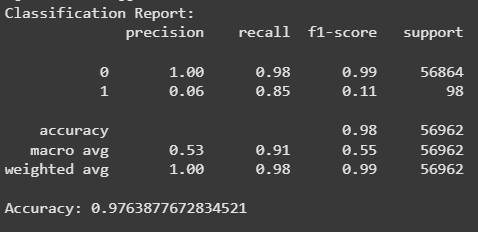 Classification Report:
precision recall f1-score support
0 1.00 0.98 0.99 56864
1 0.06 0.85 0.11 98
accuracy 0.98 56962
macro avg 0.53 0.91 0.55 56962
weighted avg 1.00 0.98 0.99 56962
Accuracy: 0.9763877672834521